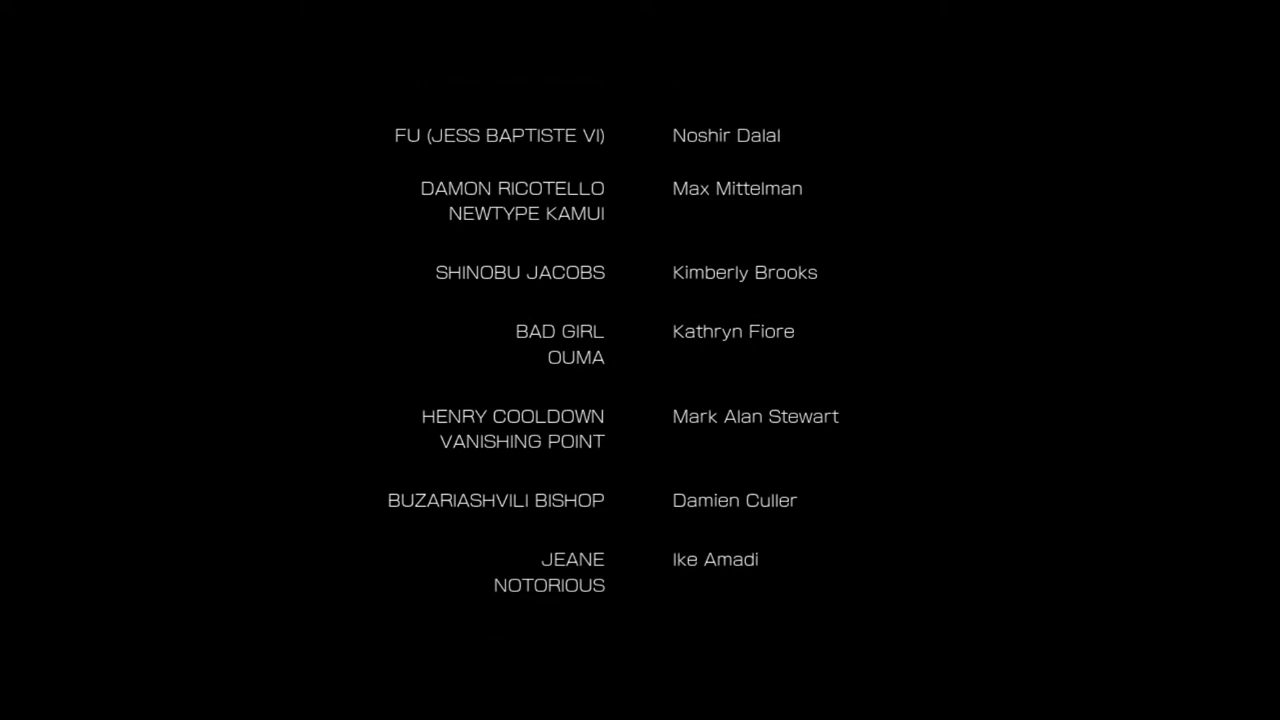 FU (JESS BAPTISTE VI) Noshir Dalal
DAMON RICOTELLO Max Mittelman
NEWTYPE KAMUI
SHINOBU JACOBS Kimberly Brooks
BAD GIRL Kathryn Fiore
OUMA
HENRY COOLDOWN Mark Alan Stewart
VANISHING POINT
BUZARIASHVILI BISHOP Damien Culler
JEANE Ike Amadi
NOTORIOUS